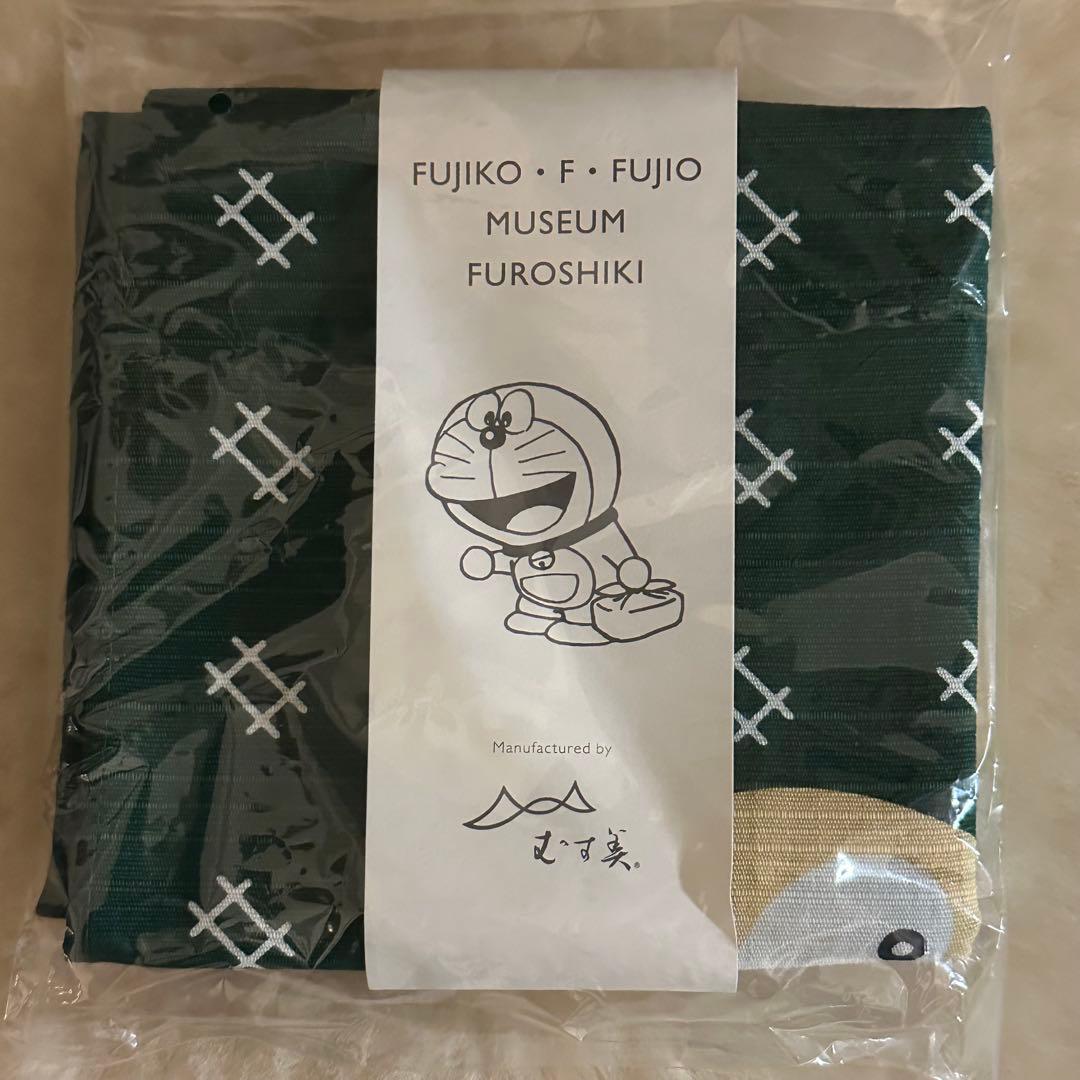 FUJIKO・F・FUJIO
MUSEUM
FUROSHIKI
Manufactured by
むす美®